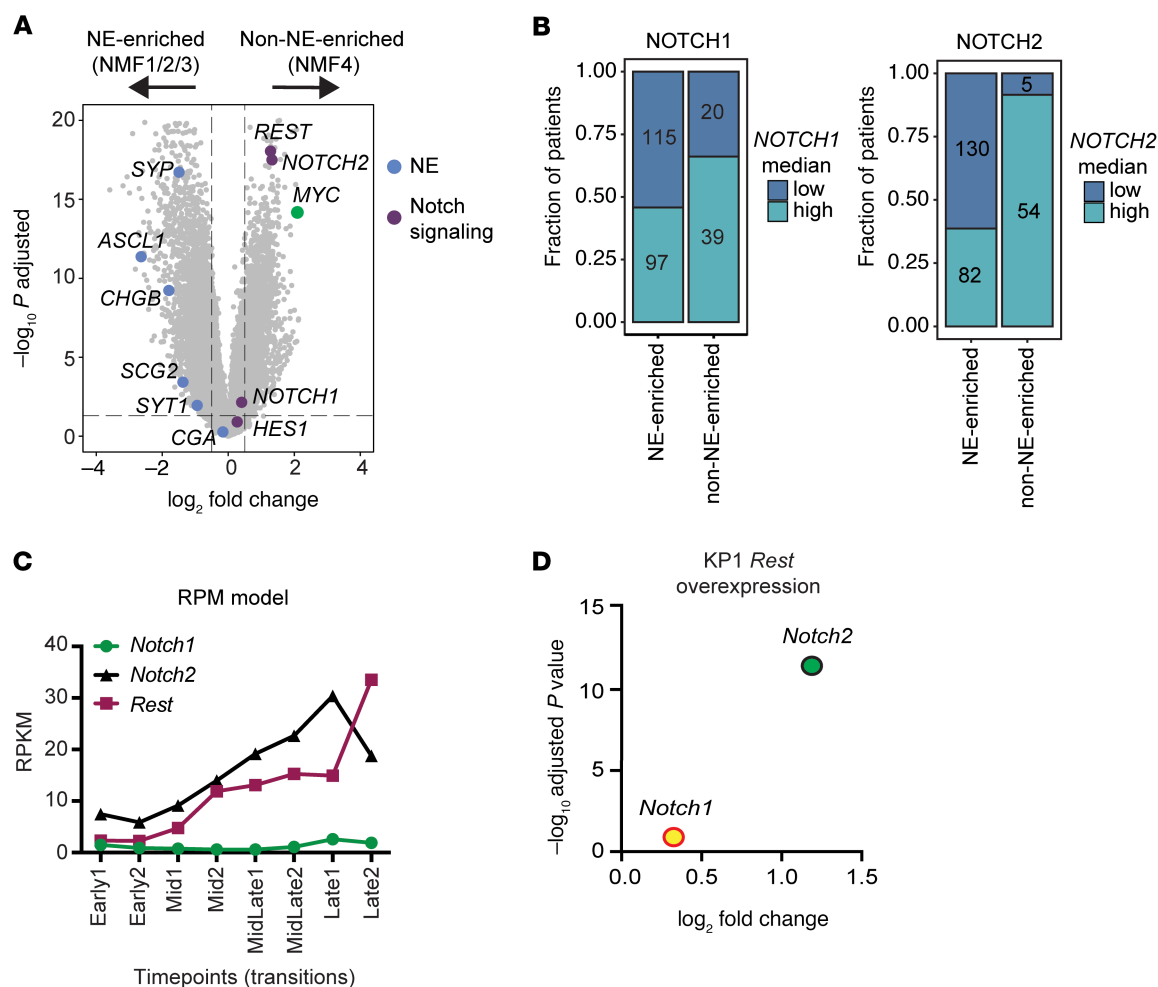 A
NE-enriched
(NMF1/2/3)
Non-NE-enriched
(NMF4)
20
15
10
5
0
–log10 P adjusted
REST
NOTCH2
SYP
MYC
ASCL1
CHGB
SCG2
SYT1
NOTCH1
CGA
HES1
NE
Notch
signaling
–4
–2
0
2
4
log2 fold change
B
NOTCH1
1.00
0.75
0.50
0.25
0.00
Fraction of patients
115
20
97
39
NE-enriched
non-NE-enriched
NOTCH1
median
low
high
NOTCH2
1.00
0.75
0.50
0.25
0.00
Fraction of patients
130
5
82
54
NE-enriched
non-NE-enriched
NOTCH2
median
low
high
C
RPM model
Notch1
Notch2
Rest
40
30
20
10
0
RPKM
Early1
Early2
Mid1
Mid2
MidLate1
MidLate2
Late1
Late2
Timepoints (transitions)
D
KP1 Rest
overexpression
15
10
5
0
–log10 adjusted P value
Notch2
Notch1
0.0
0.5
1.0
1.5
log2 fold change